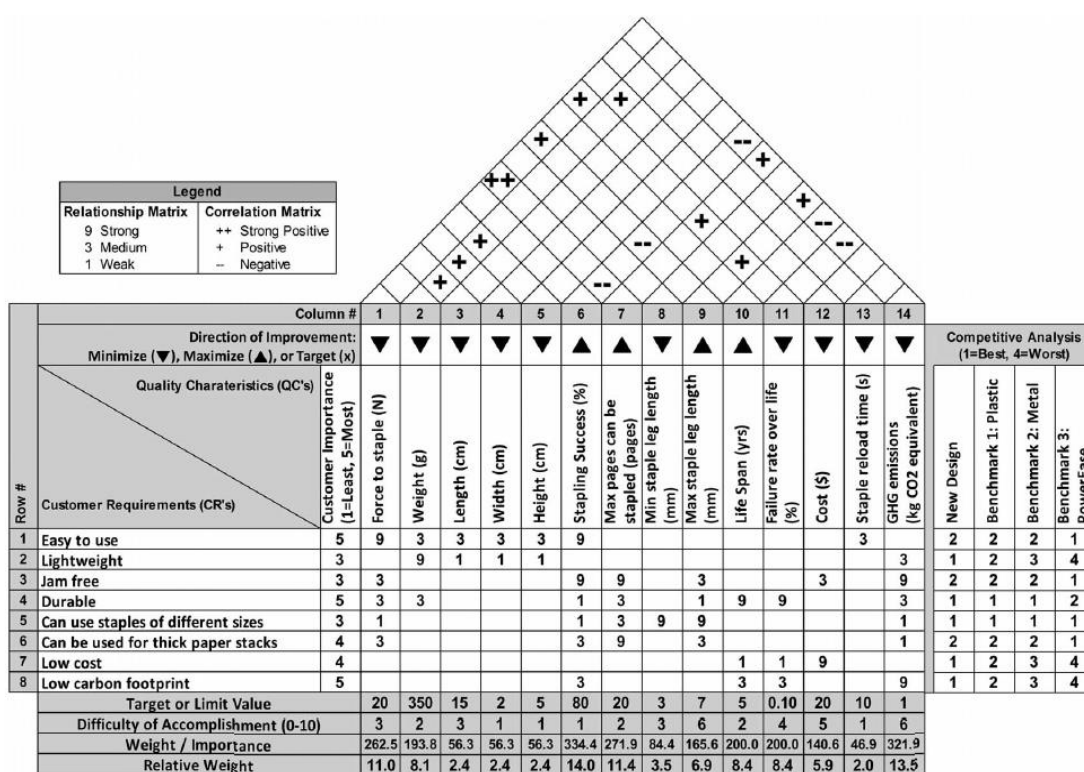 Legend
Relationship Matrix Correlation Matrix
9 Strong ++ Strong Positive
3 Medium + Positive
1 Weak -- Negative
+ +
+ --
+
++
+ +
+ -- --
+ +
+ --
Column # 1 2 3 4 5 6 7 8 9 10 11 12 13 14
Direction of Improvement:
Minimize (▼), Maximize (▲), or Target (x) ▼ ▼ ▼ ▼ ▼ ▲ ▲ ▼ ▲ ▲ ▼ ▼ ▼ ▼
Competitive Analysis
(1=Best, 4=Worst)
Row #
Quality Charateristics (QC's)
Customer Requirements (CR's)
Customer Importance
(1=Least, 5=Most)
Force to staple (N)
Weight (g)
Length (cm)
Width (cm)
Height (cm)
Stapling Success (%)
Max pages can be
stapled (pages)
Min staple leg length
(mm)
Max staple leg length
(mm)
Life Span (yrs)
Failure rate over life
(%)
Cost ($)
Staple reload time (s)
GHG emissions
(kg CO2 equivalent)
New Design
Benchmark 1: Plastic
Benchmark 2: Metal
Benchmark 3:
1 Easy to use 5 9 3 3 3 3 9 3 2 2 2 1
2 Lightweight 3 9 1 1 1 3 1 2 3 4
3 Jam free 3 3 9 9 3 3 9 2 2 2 1
4 Durable 5 3 3 1 3 1 9 9 3 1 1 1 2
5 Can use staples of different sizes 3 1 1 3 9 9 1 1 1 1 1
6 Can be used for thick paper stacks 4 3 3 9 3 1 2 2 2 1
7 Low cost 4 1 1 9 1 2 3 4
8 Low carbon footprint 5 3 3 3 9 1 2 3 4
Target or Limit Value 20 350 15 2 5 80 20 3 7 5 0.10 20 10 1
Difficulty of Accomplishment (0-10) 3 2 3 1 1 1 2 3 6 2 4 5 1 6
Weight / Importance 262.5 193.8 56.3 56.3 56.3 334.4 271.9 84.4 165.6 200.0 200.0 140.6 46.9 321.9
Relative Weight 11.0 8.1 2.4 2.4 2.4 14.0 11.4 3.5 6.9 8.4 8.4 5.9 2.0 13.5